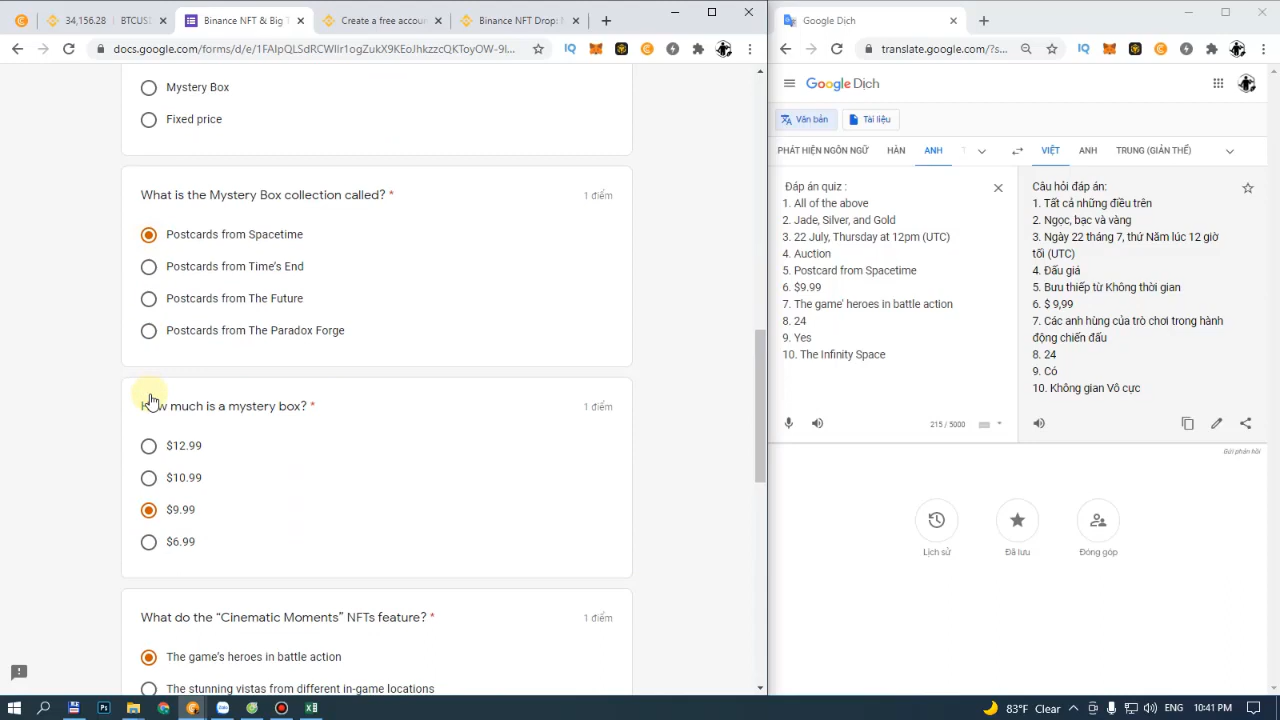 34,155.28 | BTCUS
Binance NFT & Big T
Create a free accoun
Binance NFT Drops M
docs.google.com/forms/d/e/1FAIpQLSdRCWIlr1ogZukX9KEoJhkzzcQKToyOW-9l...
Mystery Box
Fixed price
What is the Mystery Box collection called? *
1 điểm
Postcards from Spacetime
Postcards from Time's End
Postcards from The Future
Postcards from The Paradox Forge
How much is a mystery box? *
1 điểm
$12.99
$10.99
$9.99
$6.99
What do the “Cinematic Moments” NFTs feature? *
1 điểm
The game's heroes in battle action
The stunning vistas from different in-game locations
Google Dịch
translate.google.com/?s...
Google Dịch
Văn bản
Tài liệu
PHÁT HIỆN NGÔN NGỮ
HÀN
ANH
VIỆT
ANH
TRUNG (GIẢN THỂ)
Đáp án quiz :
1. All of the above
2. Jade, Silver, and Gold
3. 22 July, Thursday at 12pm (UTC)
4. Auction
5. Postcard from Spacetime
6. $9.99
7. The game' heroes in battle action
8. 24
9. Yes
10. The Infinity Space
215 / 5000
Câu hỏi đáp án:
1. Tất cả những điều trên
2. Ngọc, bạc và vàng
3. Ngày 22 tháng 7, thứ Năm lúc 12 giờ
tối (UTC)
4. Đấu giá
5. Bưu thiếp từ Không thời gian
6. $ 9,99
7. Các anh hùng của trò chơi trong hành
động chiến đấu
8. 24
9. Có
10. Không gian Vô cực
Gửi phản hồi
Lịch sử
Đã lưu
Đóng góp
83°F Clear
ENG
10:41 PM